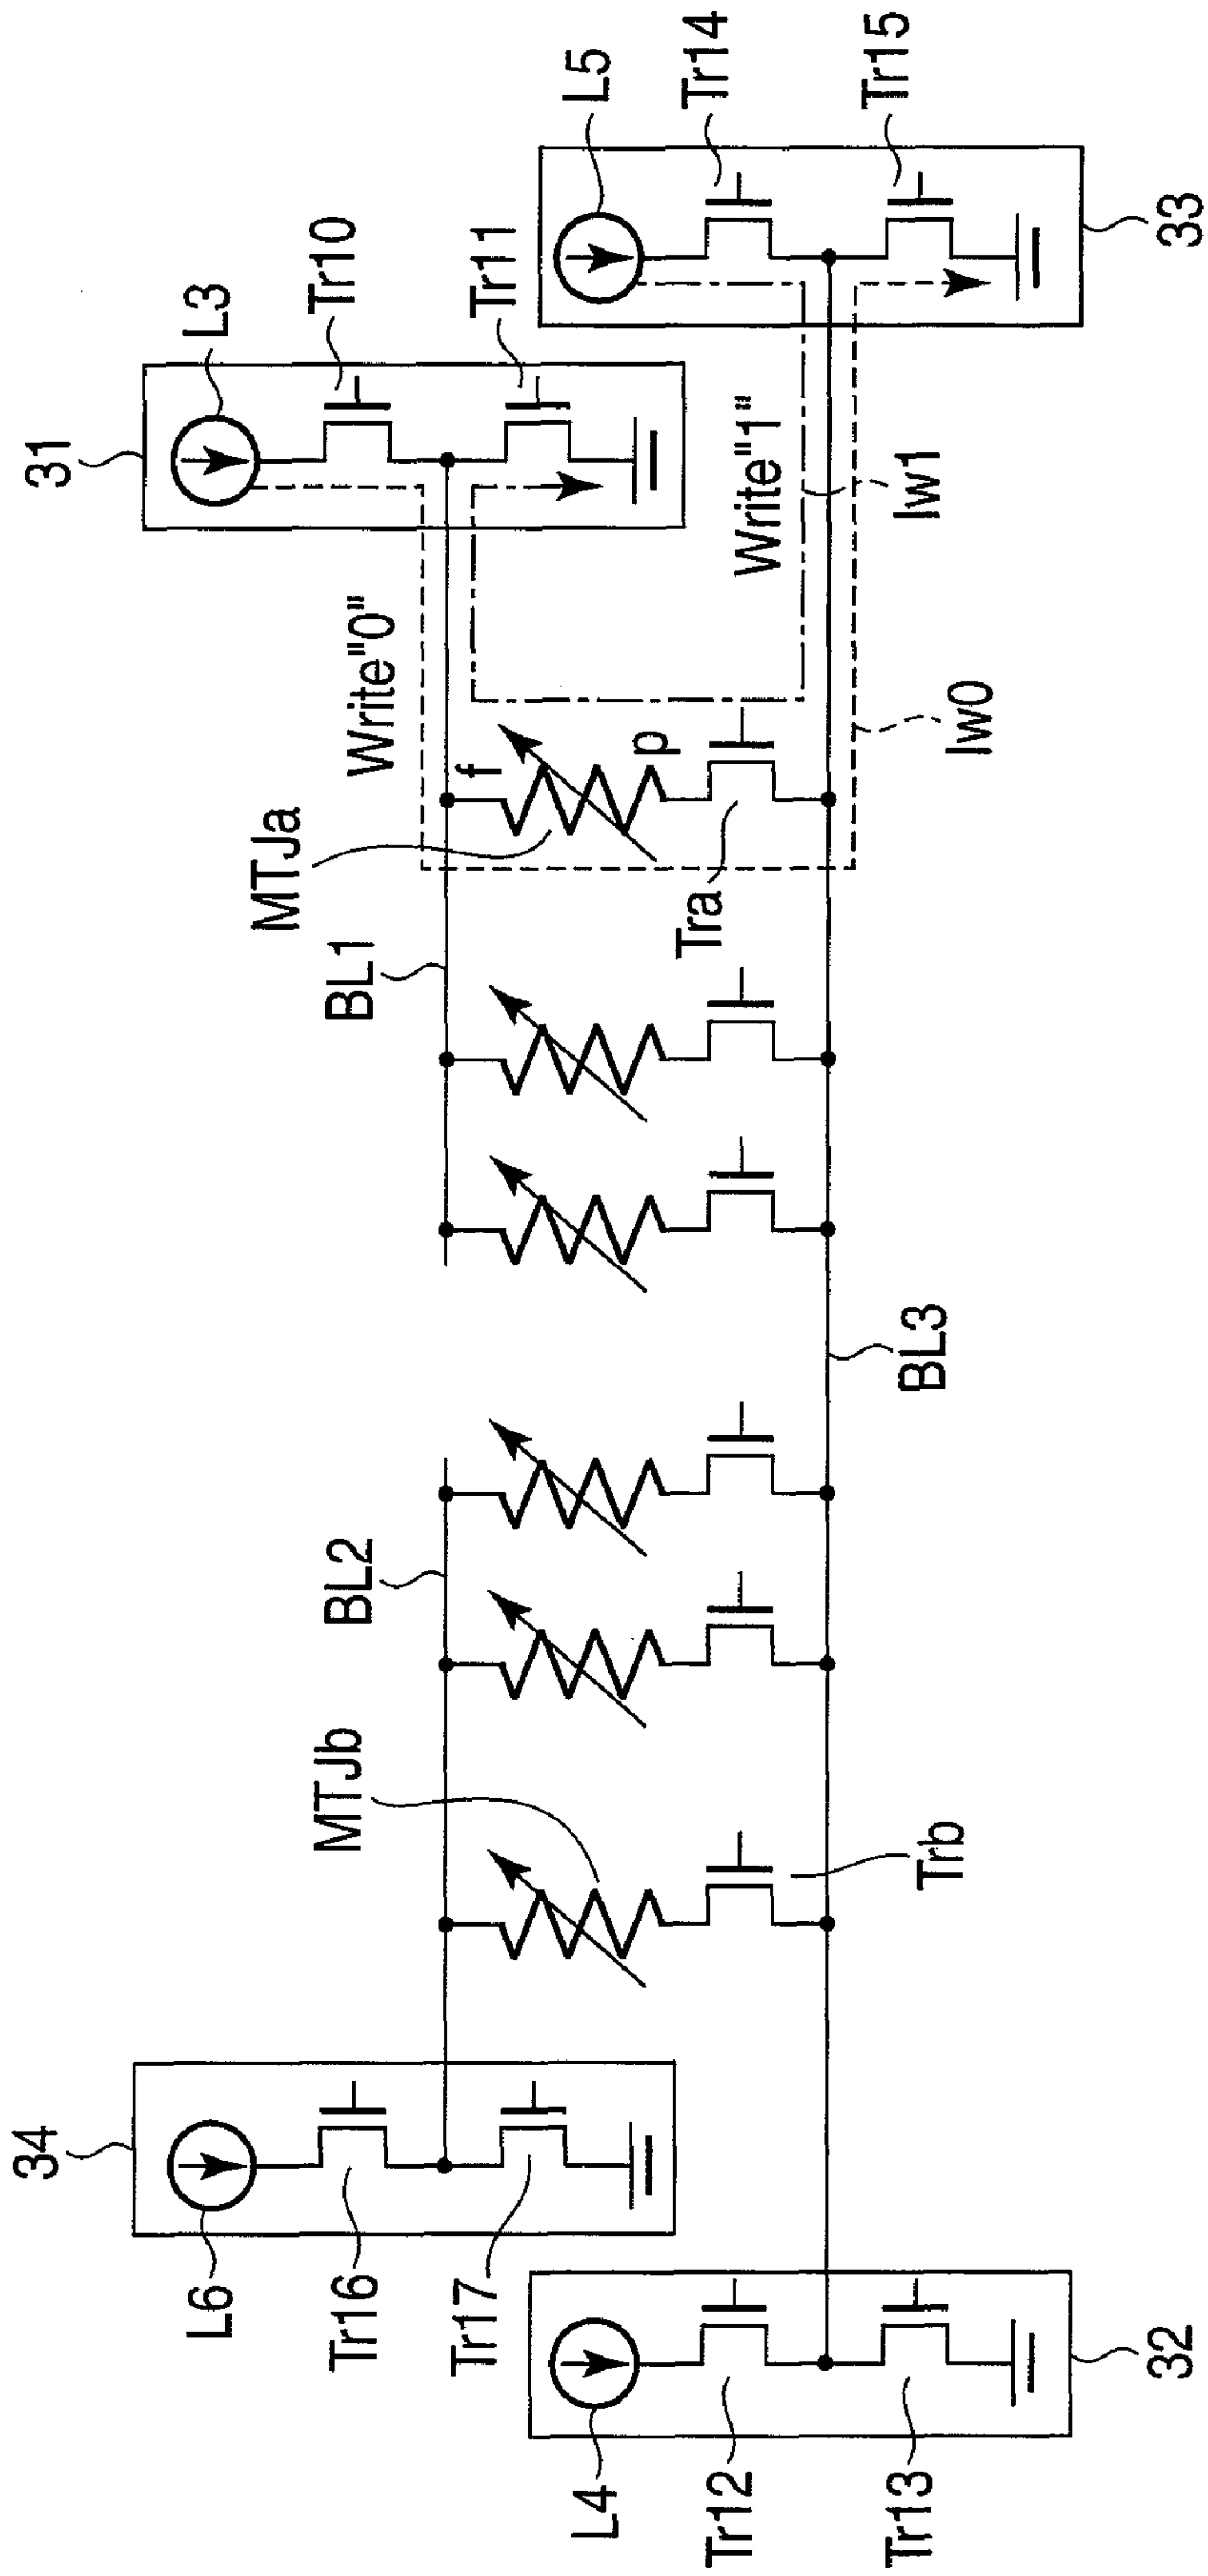 L5
Tr14
Tr15
33
31
L3
Tr10
Tr11
Write"0"
Write"1"
Iw1
Iw0
MTJa
f
p
Tra
BL1
BL3
BL2
MTJb
Trb
34
L6
Tr16
Tr17
L4
Tr12
Tr13
32